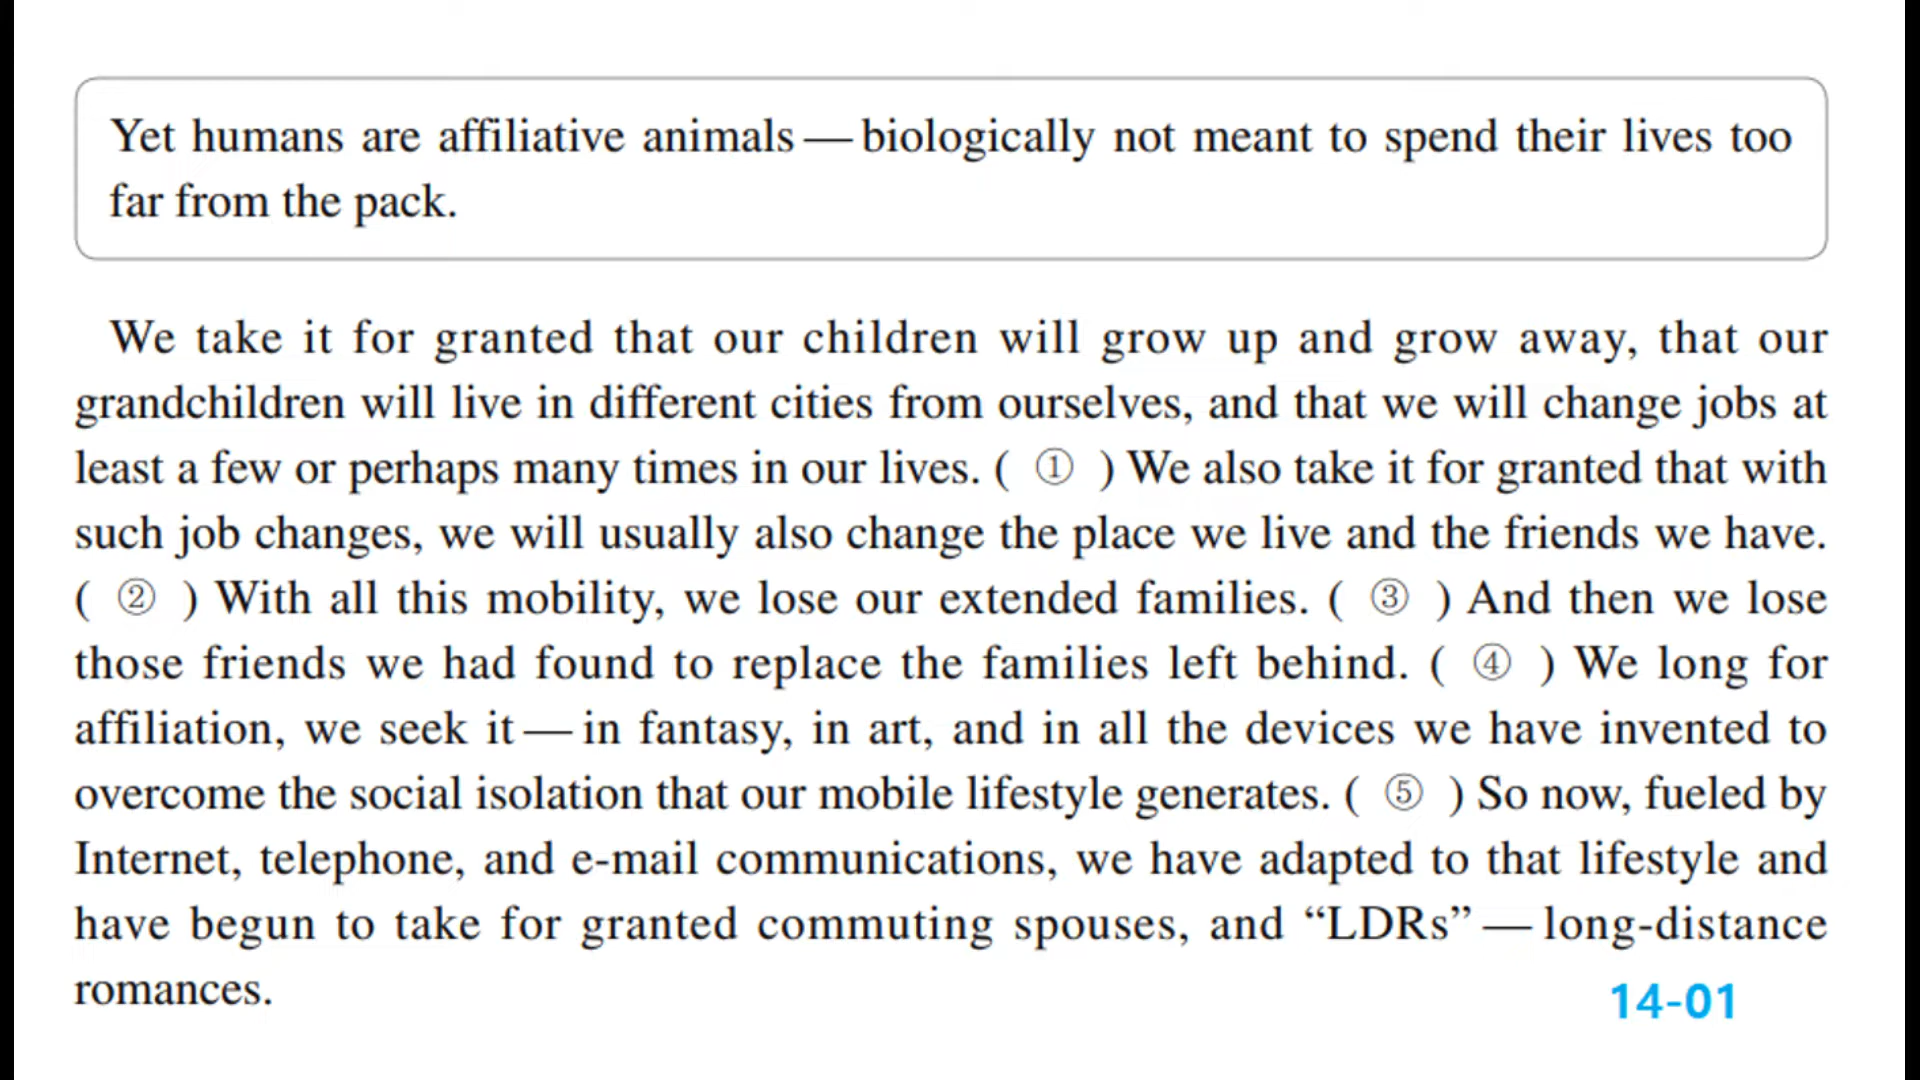 Yet humans are affiliative animals — biologically not meant to spend their lives too
far from the pack.
We take it for granted that our children will grow up and grow away, that our
grandchildren will live in different cities from ourselves, and that we will change jobs at
least a few or perhaps many times in our lives. ( ① ) We also take it for granted that with
such job changes, we will usually also change the place we live and the friends we have.
( ② ) With all this mobility, we lose our extended families. ( ③ ) And then we lose
those friends we had found to replace the families left behind. ( ④ ) We long for
affiliation, we seek it — in fantasy, in art, and in all the devices we have invented to
overcome the social isolation that our mobile lifestyle generates. ( ⑤ ) So now, fueled by
Internet, telephone, and e-mail communications, we have adapted to that lifestyle and
have begun to take for granted commuting spouses, and “LDRs” — long-distance
romances.
14-01